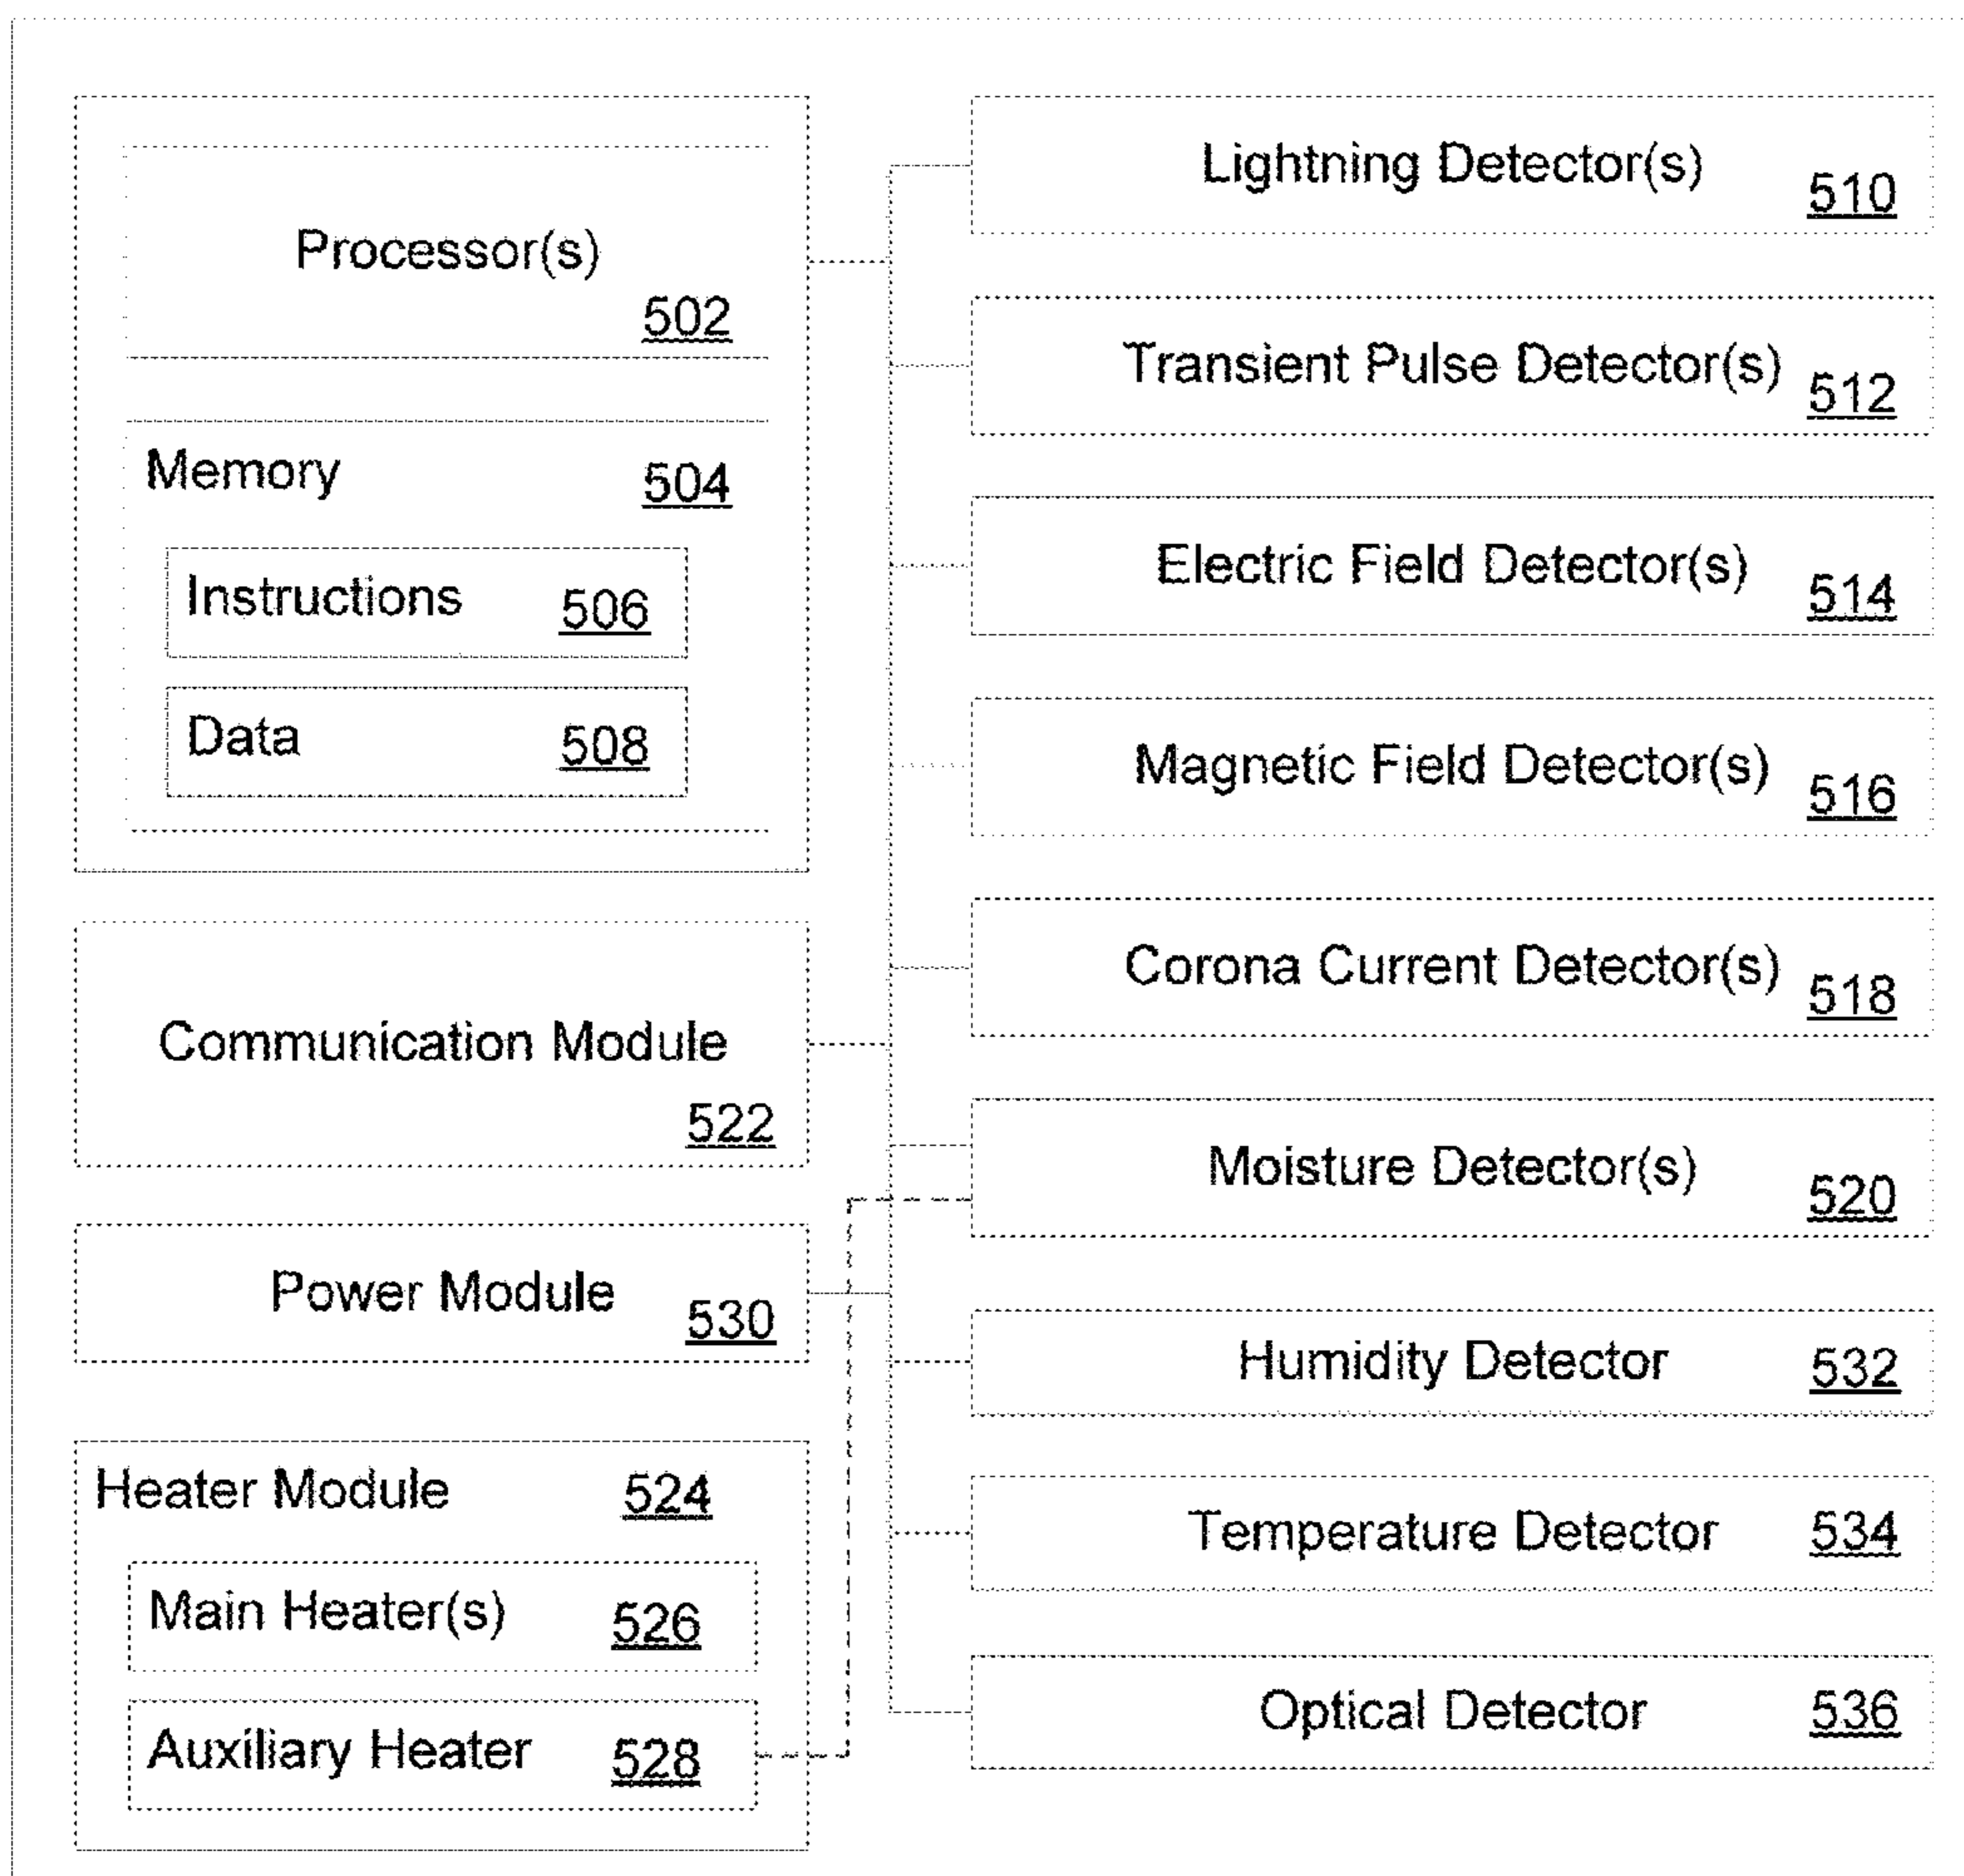 Processor(s)
502
Memory 504
Instructions 506
Data 508
Communication Module
522
Power Module 530
Heater Module 524
Main Heater(s) 526
Auxiliary Heater 528
Lightning Detector(s) 510
Transient Pulse Detector(s) 512
Electric Field Detector(s) 514
Magnetic Field Detector(s) 516
Corona Current Detector(s) 518
Moisture Detector(s) 520
Humidity Detector 532
Temperature Detector 534
Optical Detector 536